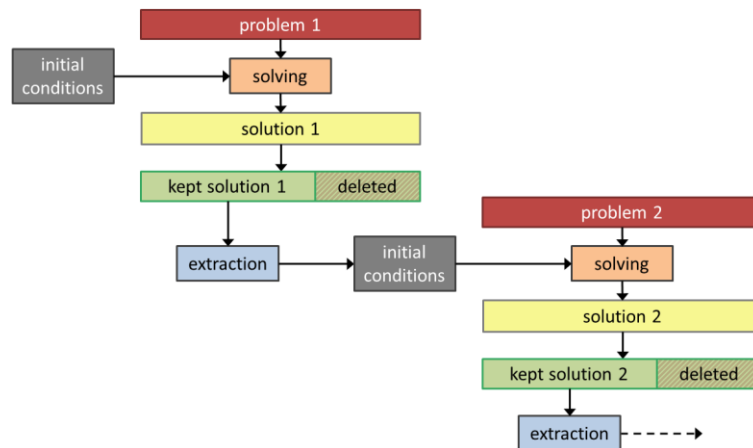 problem 1
initial
conditions
solving
solution 1
kept solution 1
deleted
problem 2
extraction
initial
conditions
solving
solution 2
kept solution 2
deleted
extraction